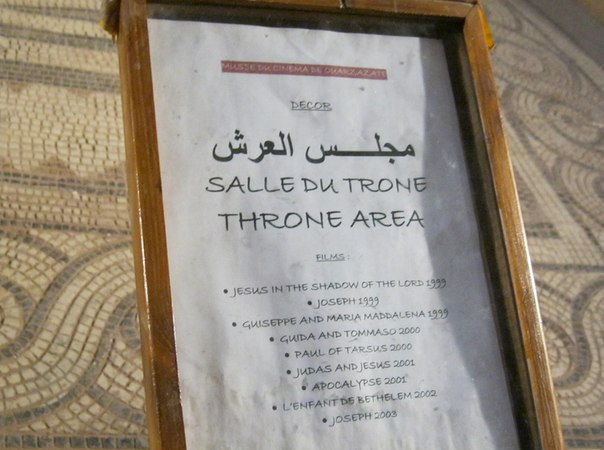 MUSSE DU CINEMA DE OUARZAZATE
DECOR
مجلـــس العرش
SALLE DU TRONE
THRONE AREA
FILMS :
• JESUS IN THE SHADOW OF THE LORD 1999
• JOSEPH 1999
• GUISEPPE AND MARIA MADDALENA 1999
• GUIDA AND TOMMASO 2000
• PAUL OF TARSUS 2000
• JUDAS AND JESUS 2001
• APOCALYPSE 2001
• L'ENFANT DE BETHELEM 2002
• JOSEPH 2003